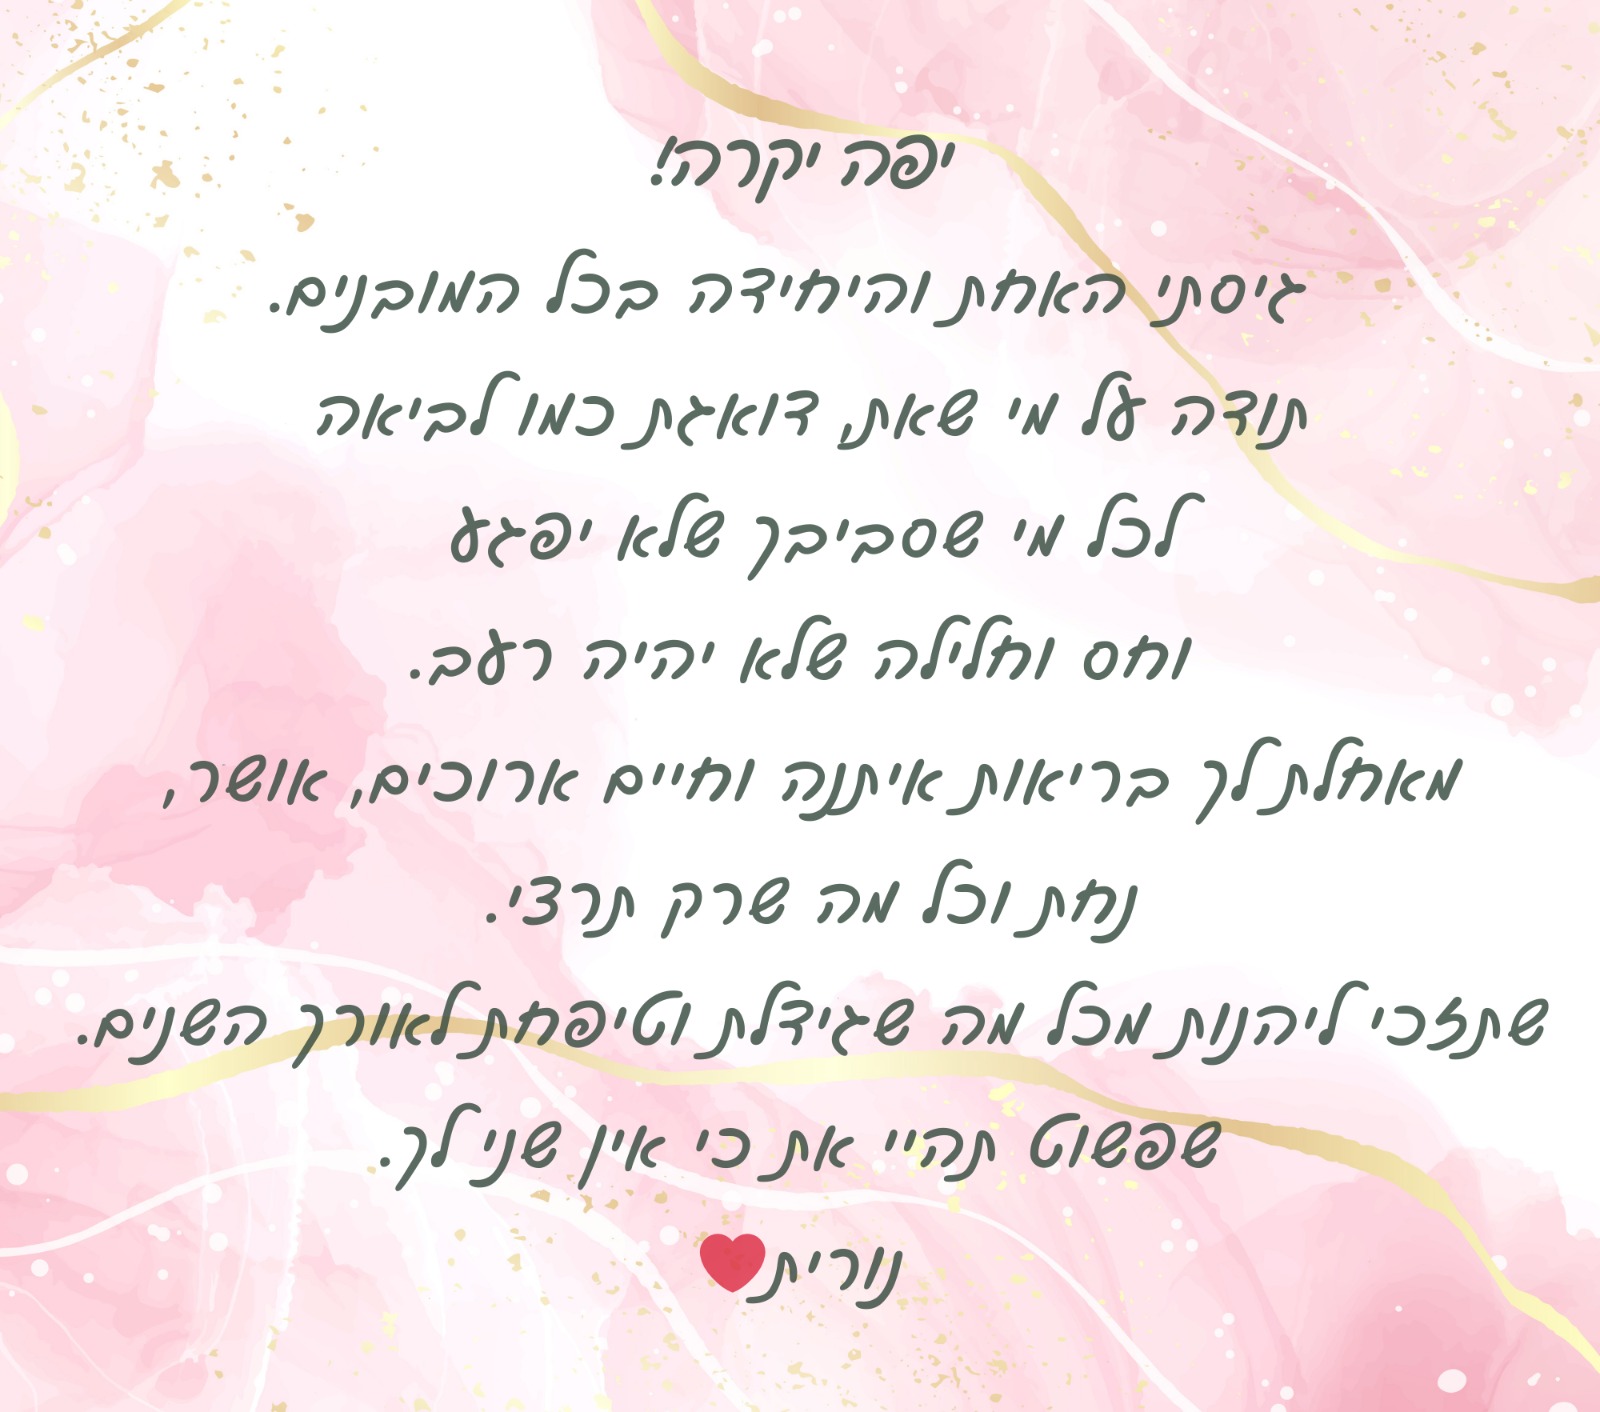 יפה יקרה!
גיסתי האחת והיחידה בכל המובנים.
תודה על מי שאת, דואגת כמו לביאה
לכל מי שסביבך שלא יפגע
וחס וחלילה שלא יהיה רעב.
מאחלת לך בריאות איתנה וחיים ארוכים, אושר,
נחת וכל מה שרק תרצי.
שתזכי ליהנות מכל מה שגידלת וטיפחת לאורך השנים.
שפשוט תהיי את כי אין שני לך.
נורית❤